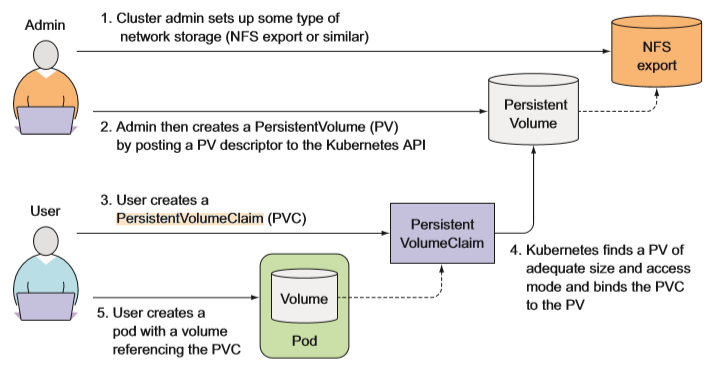 Admin
1. Cluster admin sets up some type of
network storage (NFS export or similar)
NFS
export
Persistent
Volume
2. Admin then creates a PersistentVolume (PV)
by posting a PV descriptor to the Kubernetes API
User
3. User creates a
PersistentVolumeClaim (PVC)
Persistent
VolumeClaim
4. Kubernetes finds a PV of
adequate size and access
mode and binds the PVC
to the PV
5. User creates a
pod with a volume
referencing the PVC
Volume
Pod